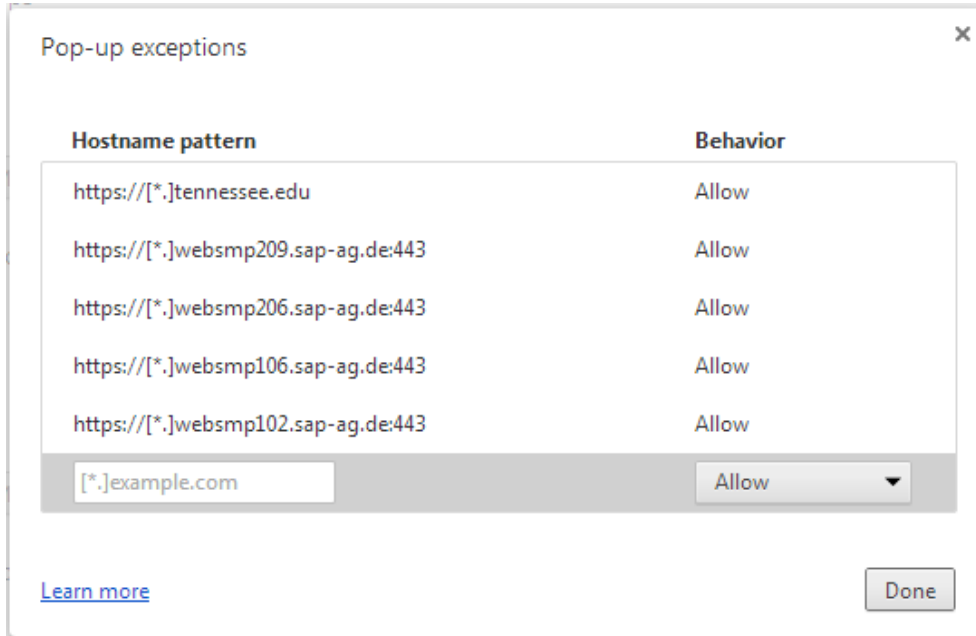 Pop-up exceptions
Hostname pattern Behavior
https://[*.]tennessee.edu Allow
https://[*.]websmp209.sap-ag.de:443 Allow
https://[*.]websmp206.sap-ag.de:443 Allow
https://[*.]websmp106.sap-ag.de:443 Allow
https://[*.]websmp102.sap-ag.de:443 Allow
[*.]example.com Allow
Learn more Done